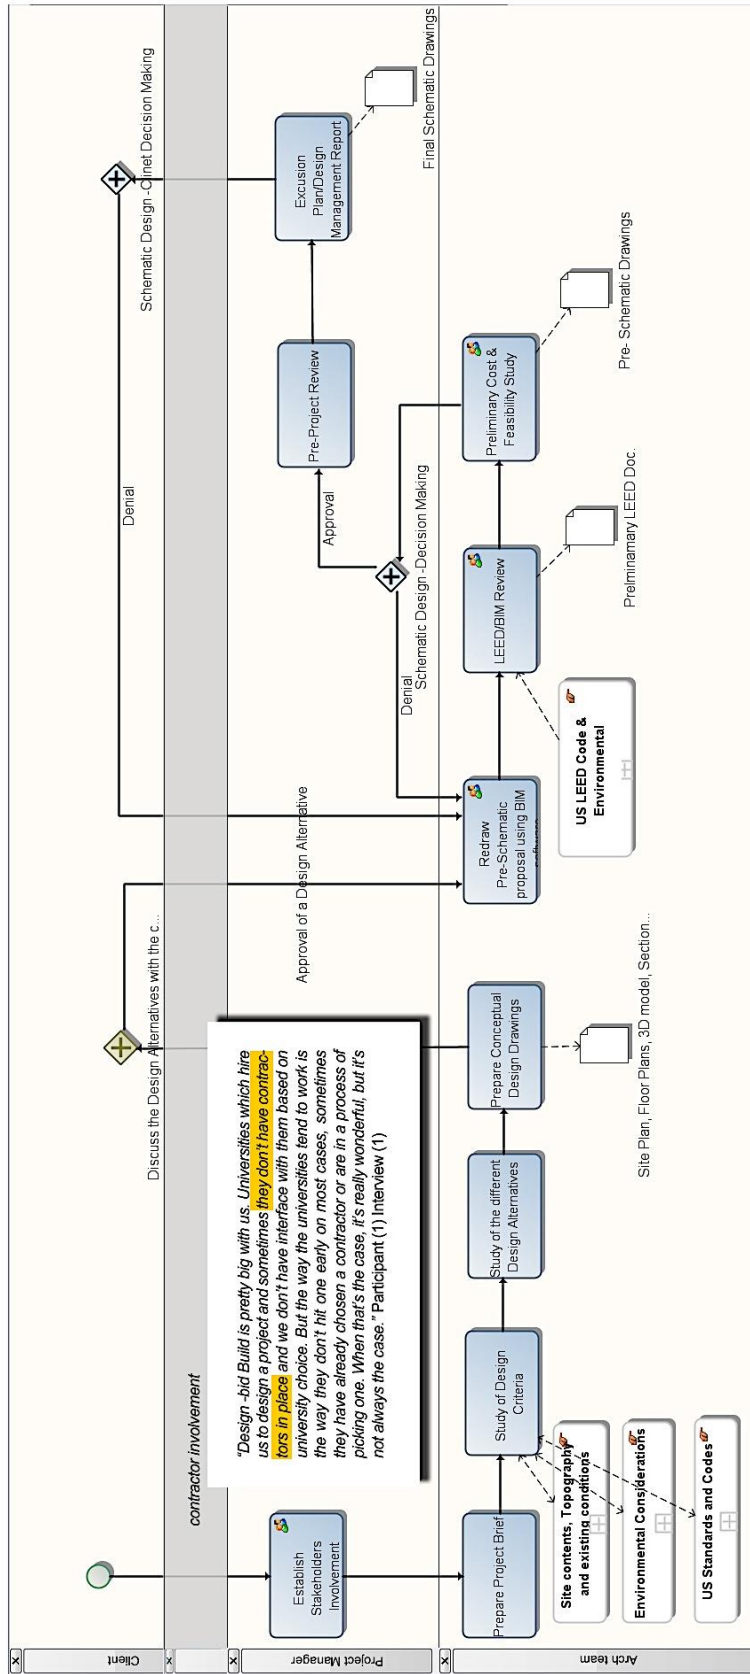 Client
Discuss the Design Alternatives with the c...
Denial
Schematic Design -Clinet Decision Making
contractor involvement
Project Manager
Establish
Stakeholders
Involvement
"Design -bid Build is pretty big with us. Universities which hire
us to design a project and sometimes they don't have contrac-
tors in place and we don't have interface with them based on
university choice. But the way the universities tend to work is
the way they don't hit one early on most cases, sometimes
they have already chosen a contractor or are in a process of
picking one. When that's the case, it's really wonderful, but it's
not always the case." Participant (1) Interview (1)
Approval of a Design Alternative
Approval
Pre-Project Review
Excusion
Plan/Design
Management Report
Final Schematic Drawings
Denial
Schematic Design -Decision Making
Arch team
Prepare Project Brief
Study of Design
Criteria
Study of the different
Design Alternatives
Prepare Conceptual
Design Drawings
Redraw
Pre-Schematic
proposal using BIM
LEED/BIM Review
Preliminary Cost &
Feasibility Study
Site contents, Topography
and existing conditions
Environmental Considerations
US Standards and Codes
Site Plan, Floor Plans, 3D model, Section...
US LEED Code &
Environmental
Prelminamary LEED Doc.
Pre- Schematic Drawings